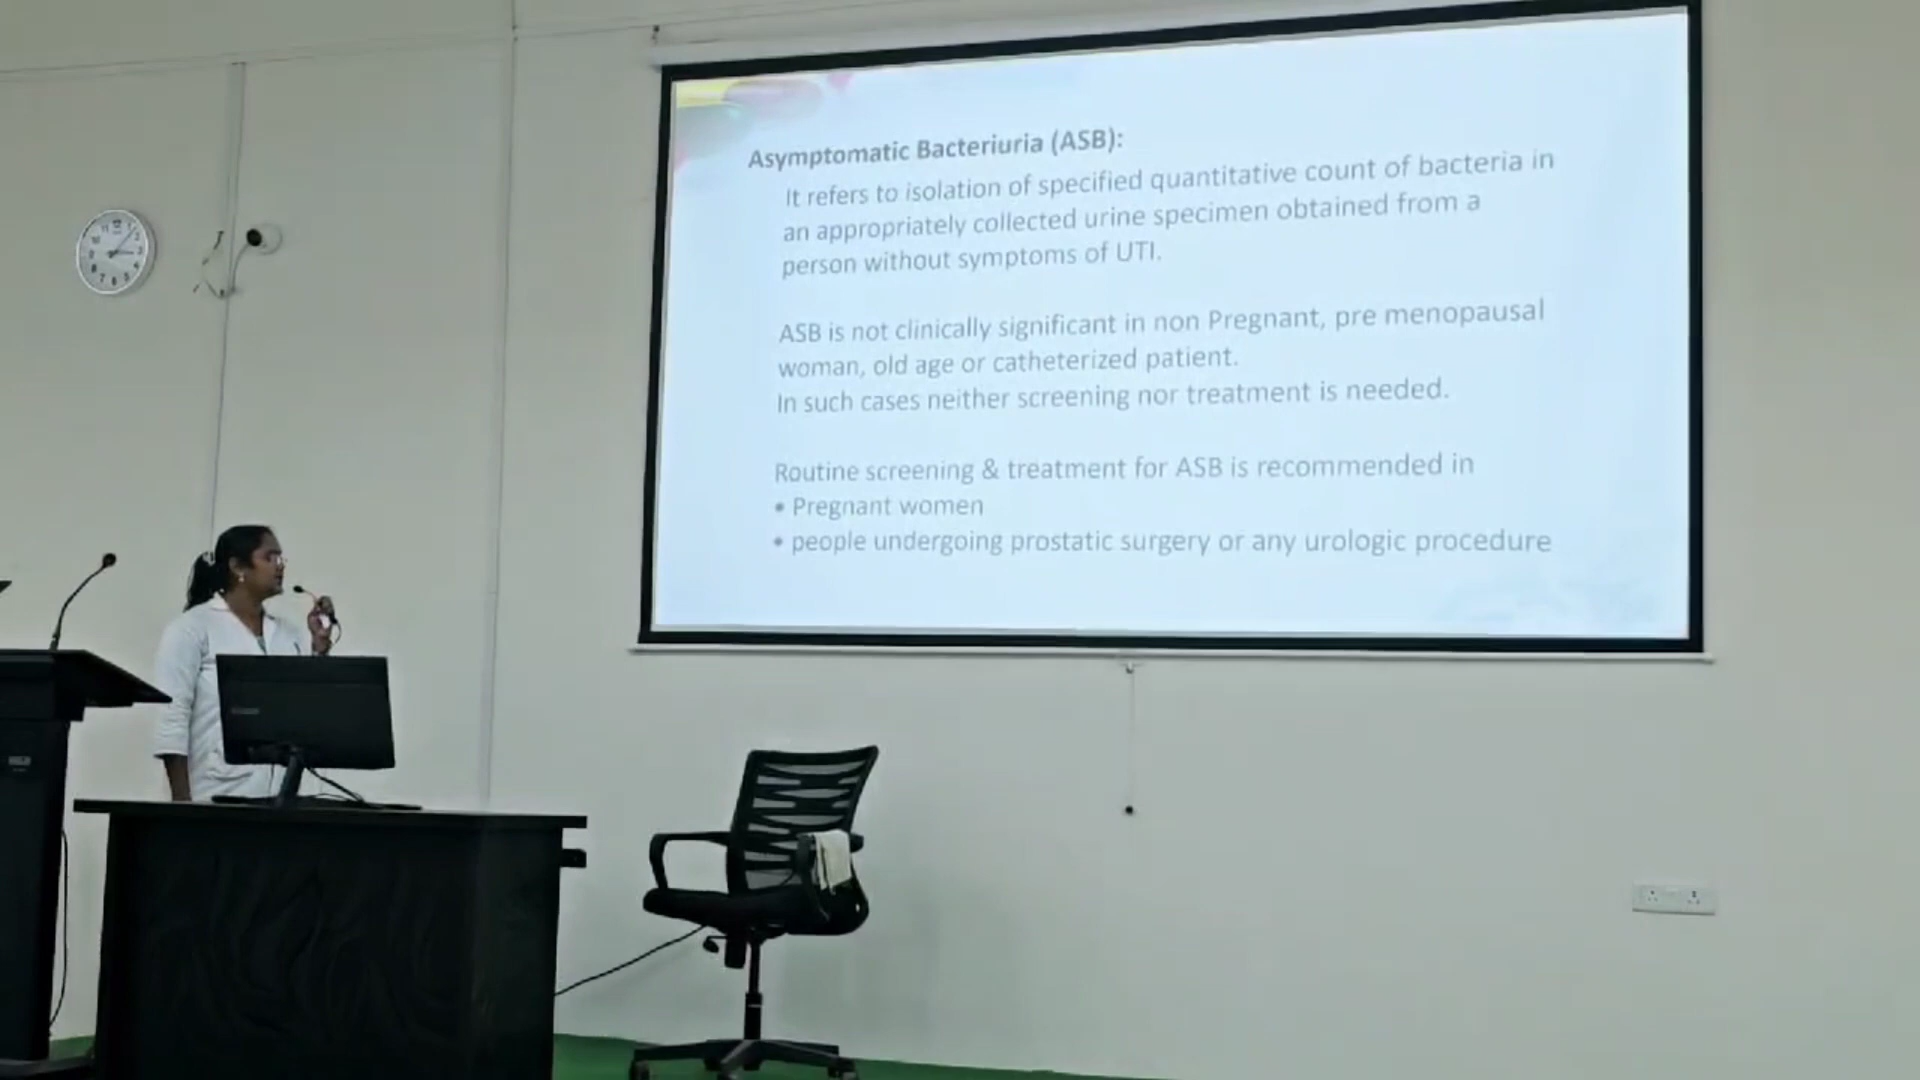 Asymptomatic Bacteriuria (ASB):
It refers to isolation of specified quantitative count of bacteria in
an appropriately collected urine specimen obtained from a
person without symptoms of UTI.
ASB is not clinically significant in non Pregnant, pre menopausal
woman, old age or catheterized patient.
In such cases neither screening nor treatment is needed.
Routine screening & treatment for ASB is recommended in
• Pregnant women
• people undergoing prostatic surgery or any urologic procedure